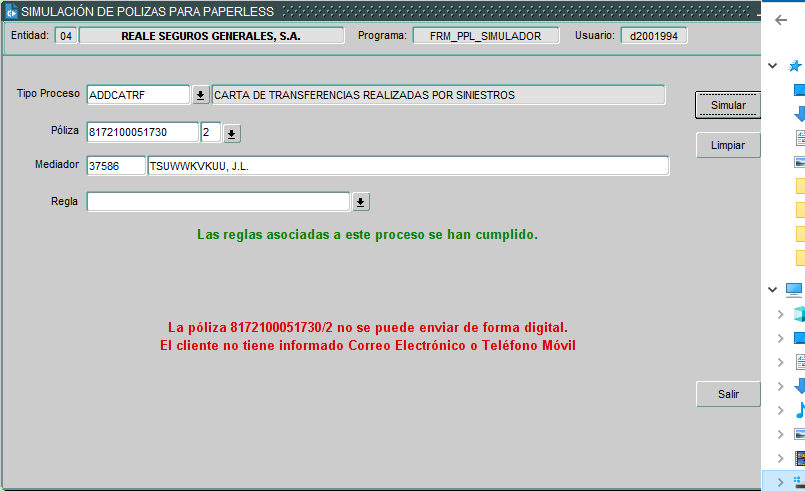 SIMULACIÓN DE POLIZAS PARA PAPERLESS
Entidad: 04 REALE SEGUROS GENERALES, S.A. Programa: FRM_PPL_SIMULADOR Usuario: d2001994
Tipo Proceso ADDCATRF CARTA DE TRANSFERENCIAS REALIZADAS POR SINIESTROS
Simular
Póliza 8172100051730 2
Limpiar
Mediador 37586 TSUWWKVKUU, J.L.
Regla
Las reglas asociadas a este proceso se han cumplido.
La póliza 8172100051730/2 no se puede enviar de forma digital.
El cliente no tiene informado Correo Electrónico o Teléfono Móvil
Salir